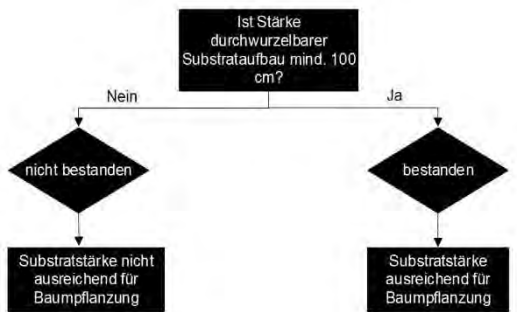 Ist Stärke
durchwurzelbarer
Substrataufbau mind. 100
cm?
Nein
Ja
nicht bestanden
bestanden
Substratstärke nicht
ausreichend für
Baumpflanzung
Substratstärke
ausreichend für
Baumpflanzung